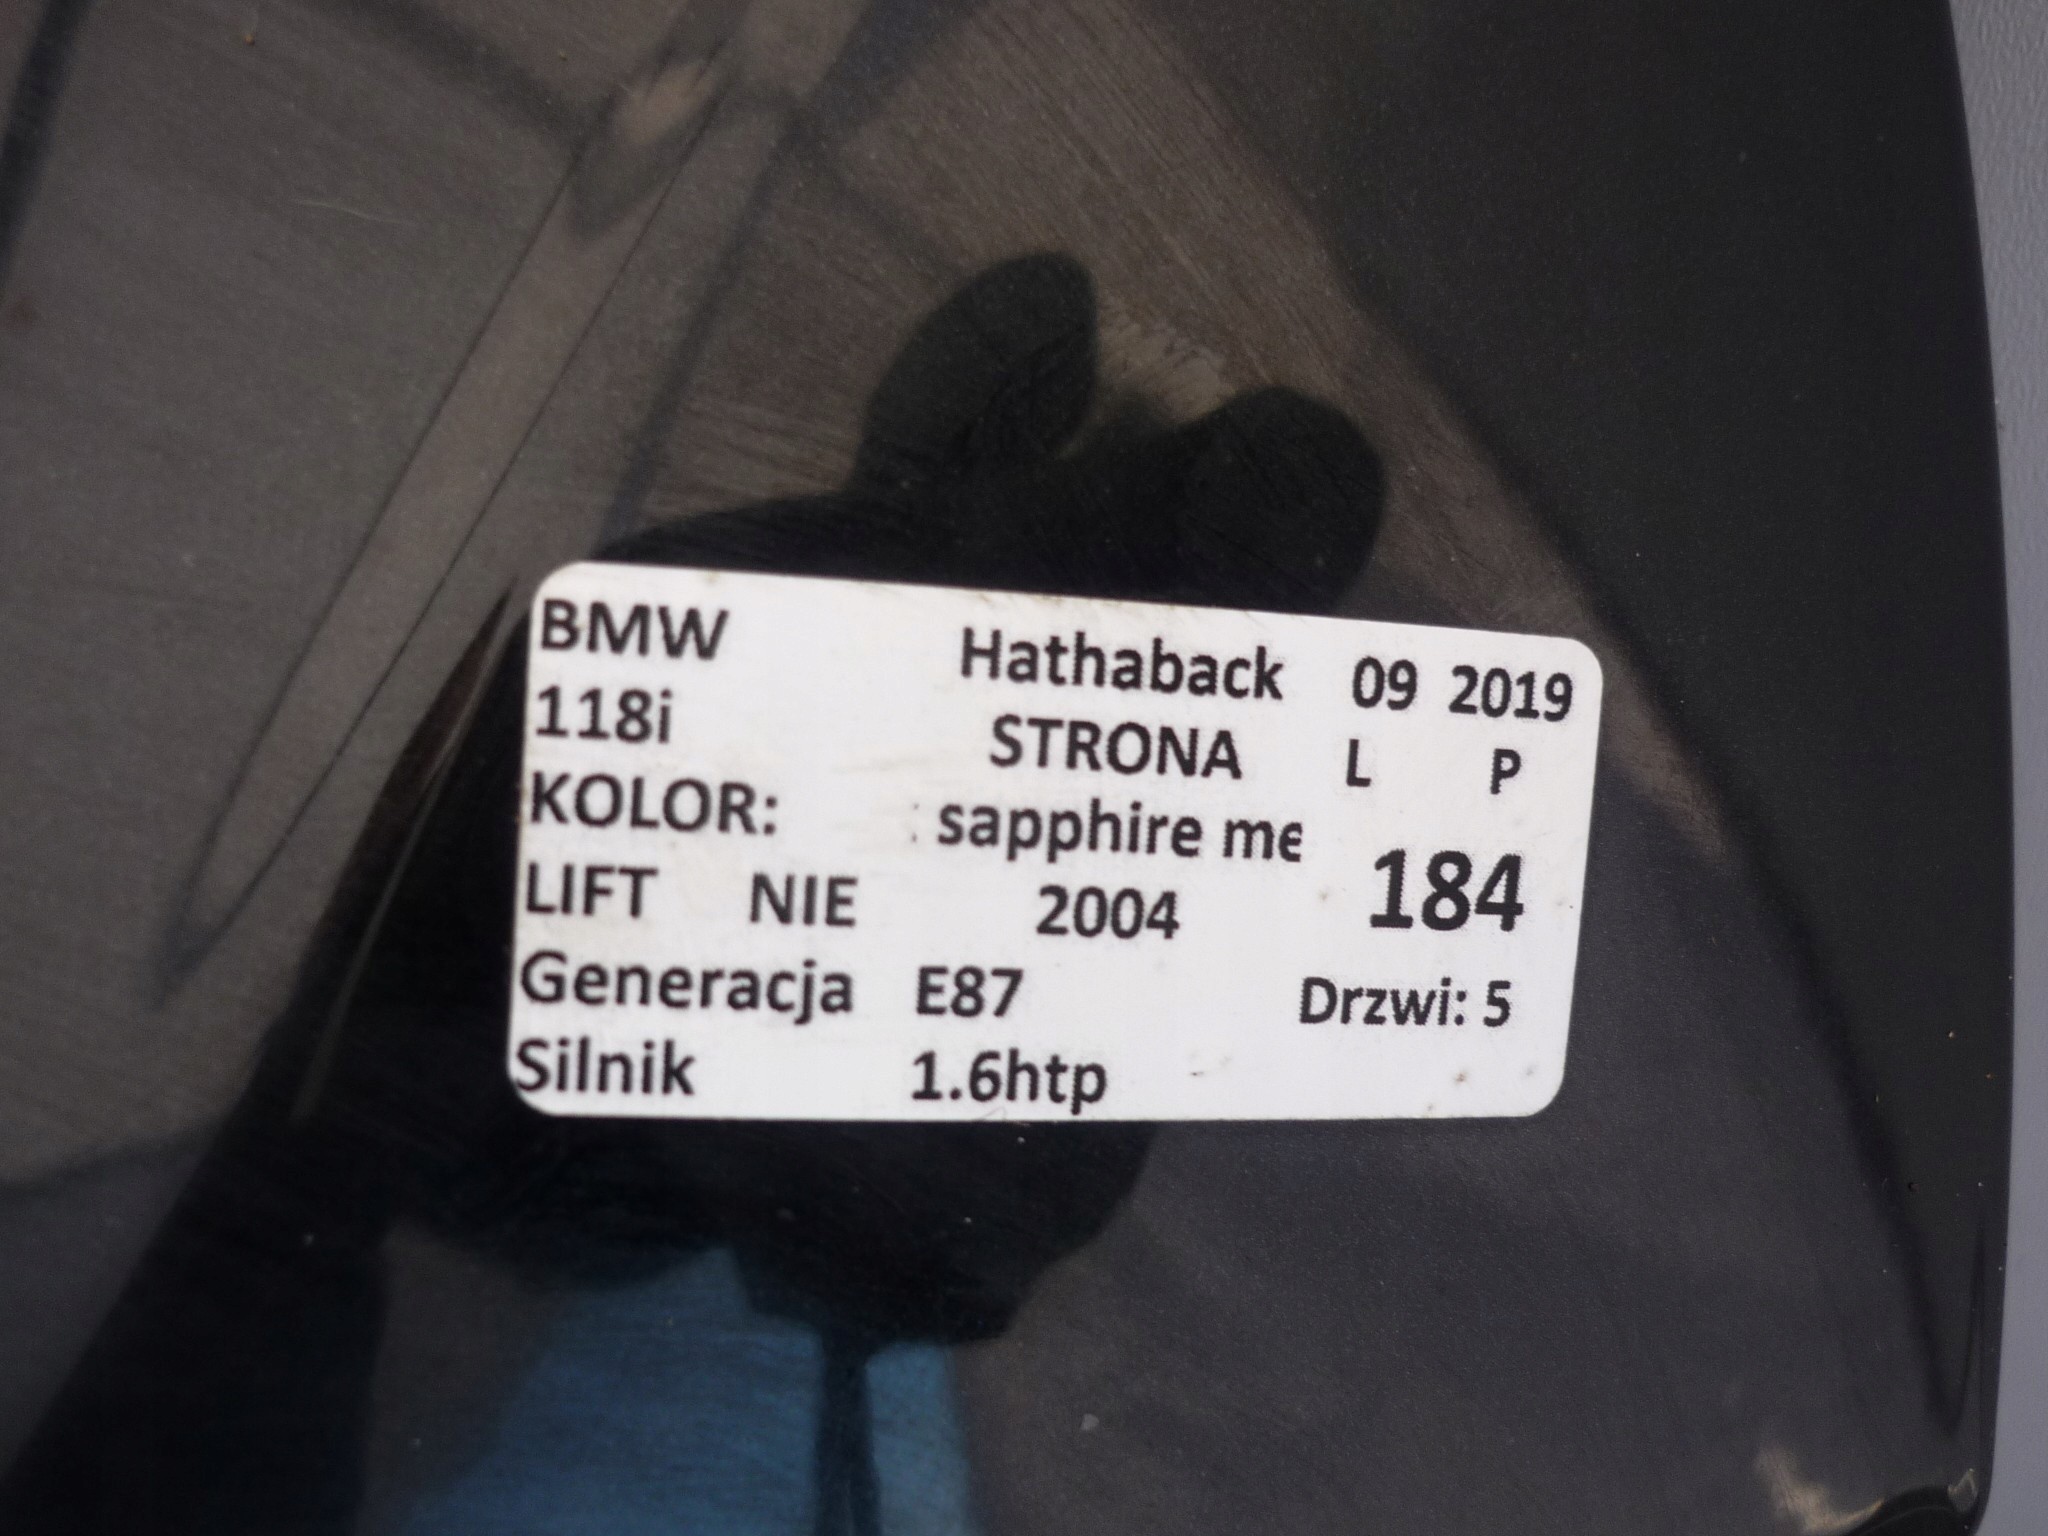 BMW Hathaback 09 2019
118i STRONA L P
KOLOR: sapphire me
LIFT NIE 2004 184
Generacja E87 Drzwi: 5
Silnik 1.6htp